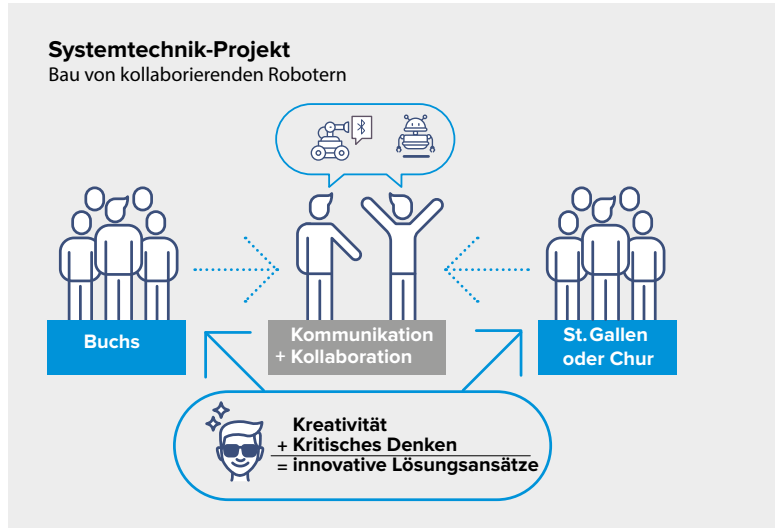 Systemtechnik-Projekt
Bau von kollaborierenden Robotern
Buchs
Kommunikation
+ Kollaboration
St. Gallen
oder Chur
Kreativität
+ Kritisches Denken
= innovative Lösungsansätze